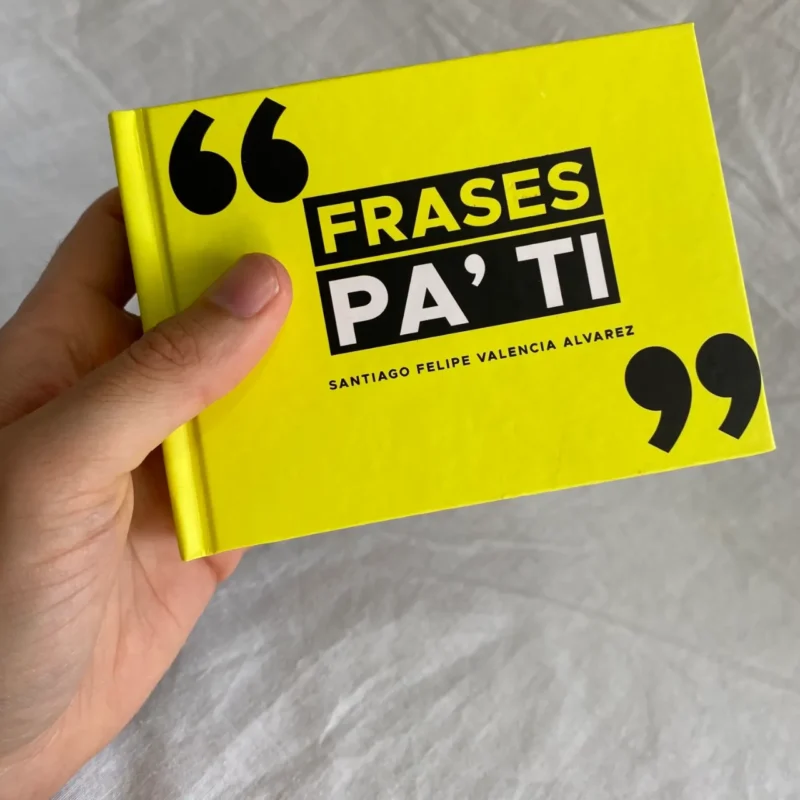 “
FRASES
PA’ TI
SANTIAGO FELIPE VALENCIA ALVAREZ
”